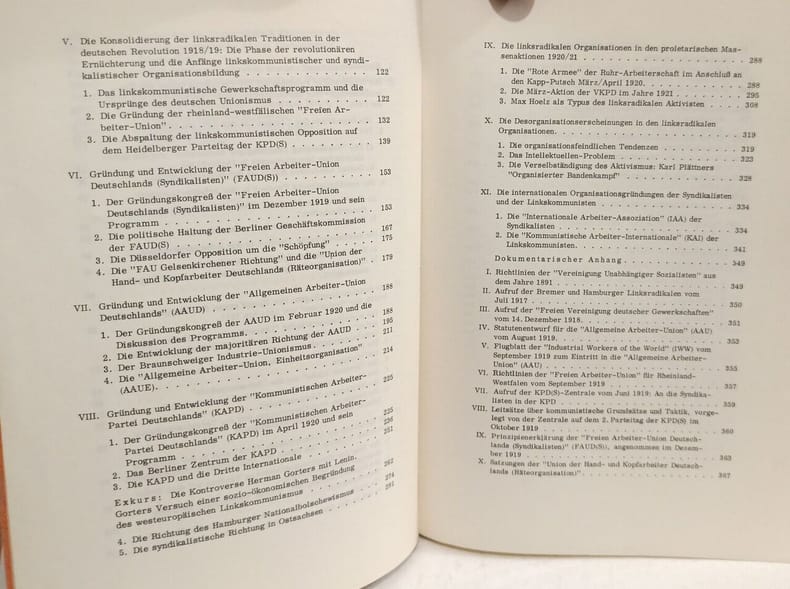 V. Die Konsolidierung der linksradikalen Traditionen in der
deutschen Revolution 1918/19: Die Phase der revolutionären
Ernüchterung und die Anfänge linkskommunistischer und syndi-
kalistischer Organisationsbildung . . . . . . . . . . . . 122
1. Das linkskommunistische Gewerkschaftsprogramm und die
Ursprünge des deutschen Unionismus . . . . . . . . . . 122
2. Die Gründung der rheinland-westfälischen "Freien Ar-
beiter-Union". . . . . . . . . . . . . . . . . . . . 132
3. Die Abspaltung der linkskommunistischen Opposition auf
dem Heidelberger Parteitag der KPD(S) . . . . . . . . 139
VI. Gründung und Entwicklung der "Freien Arbeiter-Union
Deutschlands (Syndikalisten)" (FAUD(S)) . . . . . . . . 153
1. Der Gründungskongreß der "Freien Arbeiter-Union
Deutschlands (Syndikalisten)" im Dezember 1919 und sein
Programm . . . . . . . . . . . . . . . . . . . . . 153
2. Die politische Haltung der Berliner Geschäftskommission
der FAUD(S) . . . . . . . . . . . . . . . . . . . . 167
3. Die Düsseldorfer Opposition um die "Schöpfung" . . . . . 175
4. Die "FAU Gelsenkirchener Richtung" und die "Union der
Hand- und Kopfarbeiter Deutschlands (Räteorganisation)". 179
VII. Gründung und Entwicklung der "Allgemeinen Arbeiter-Union
Deutschlands" (AAUD) . . . . . . . . . . . . . . . . 188
1. Der Gründungskongreß der AAUD im Februar 1920 und die
Diskussion des Programms. . . . . . . . . . . . . . . 188
2. Die Entwicklung der majoritären Richtung der AAUD . . . 195
3. Der Braunschweiger Industrie-Unionismus. . . . . . . . 211
4. Die "Allgemeine Arbeiter-Union, Einheitsorganisation"
(AAUE). . . . . . . . . . . . . . . . . . . . . . . 214
VIII. Gründung und Entwicklung der "Kommunistischen Arbeiter-
Partei Deutschlands" (KAPD) . . . . . . . . . . . . . 225
1. Der Gründungskongreß der "Kommunistischen Arbeiter-
Partei Deutschlands" (KAPD) im April 1920 und sein
Programm . . . . . . . . . . . . . . . . . . . . . 225
2. Das Berliner Zentrum der KAPD . . . . . . . . . . . 236
3. Die KAPD und die Dritte Internationale . . . . . . . . 251
Exkurs: Die Kontroverse Herman Gorters mit Lenin.
Gorters Versuch einer sozio-ökonomischen Begründung
des westeuropäischen Linkskommunismus . . . . . . . . 262
4. Die Richtung des Hamburger Nationalbolschewismus . . . 274
5. Die syndikalistische Richtung in Ostsachsen . . . . . . 281
IX. Die linksradikalen Organisationen in den proletarischen Mas-
senaktionen 1920/21 . . . . . . . . . . . . . . . . . 288
1. Die "Rote Armee" der Ruhr-Arbeiterschaft im Anschluß an
den Kapp-Putsch März/April 1920. . . . . . . . . . . . 288
2. Die März-Aktion der VKPD im Jahre 1921 . . . . . . . . 295
3. Max Hoelz als Typus des linksradikalen Aktivisten . . . 308
X. Die Desorganisationserscheinungen in den linksradikalen
Organisationen. . . . . . . . . . . . . . . . . . . 319
1. Die organisationsfeindlichen Tendenzen . . . . . . . . 319
2. Das Intellektuellen-Problem . . . . . . . . . . . . . 323
3. Die Verselbständigung des Aktivismus: Karl Plättners
"Organisierter Bandenkampf" . . . . . . . . . . . . . 328
XI. Die internationalen Organisationsgründungen der Syndikalisten
und der Linkskommunisten . . . . . . . . . . . . . . . 334
1. Die "Internationale Arbeiter-Assoziation" (IAA) der
Syndikalisten . . . . . . . . . . . . . . . . . . . 334
2. Die "Kommunistische Arbeiter-Internationale" (KAI) der
Linkskommunisten. . . . . . . . . . . . . . . . . . 341
Dokumentarischer Anhang. . . . . . . . . . . . . . . 349
I. Richtlinien der "Vereinigung Unabhängiger Sozialisten" aus
dem Jahre 1891 . . . . . . . . . . . . . . . . . . . 349
II. Aufruf der Bremer und Hamburger Linksradikalen vom
Juli 1917 . . . . . . . . . . . . . . . . . . . . . 350
III. Aufruf der "Freien Vereinigung deutscher Gewerkschaften"
vom 14. Dezember 1918. . . . . . . . . . . . . . . . 351
IV. Statutenentwurf für die "Allgemeine Arbeiter-Union" (AAU)
vom August 1919. . . . . . . . . . . . . . . . . . . 353
V. Flugblatt der "Industrial Workers of the World" (IWW) vom
September 1919 zum Eintritt in die "Allgemeine Arbeiter-
Union" (AAU) . . . . . . . . . . . . . . . . . . . . 355
VI. Richtlinien der "Freien Arbeiter-Union" für Rheinland-
Westfalen vom September 1919 . . . . . . . . . . . . . 357
VII. Aufruf der KPD(S)-Zentrale vom Juni 1919: An die Syndika-
listen in der KPD . . . . . . . . . . . . . . . . . . 359
VIII. Leitsätze über kommunistische Grundsätze und Taktik, vorge-
legt von der Zentrale auf dem 2. Parteitag der KPD(S) im
Oktober 1919 . . . . . . . . . . . . . . . . . . . . 360
IX. Prinzipienerklärung der "Freien Arbeiter-Union Deutsch-
lands (Syndikalisten)" (FAUD(S)), angenommen im Dezem-
ber 1919 . . . . . . . . . . . . . . . . . . . . . . 363
X. Satzungen der "Union der Hand- und Kopfarbeiter Deutsch-
lands (Räteorganisation)". . . . . . . . . . . . . . . 367